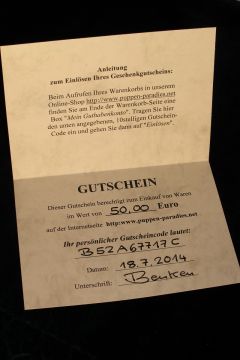 Anleitung
zum Einlösen Ihres Geschenkgutscheins:
Beim Aufrufen Ihres Warenkorbs in unserem
Online-Shop http://www.puppen-paradies.net
finden Sie am Ende der Warenkorb-Seite eine
Box "Mein Guthabenkonto". Tragen Sie hier
den unten angegebenen, 10stelligen Gutschein-
Code ein und gehen Sie dann auf "Einlösen".
GUTSCHEIN
Dieser Gutschein berechtigt zum Einkauf von Waren
im Wert von 50,00 Euro
auf der Internetseite http://www.puppen-paradies.net
Ihr persönlicher Gutscheincode lautet:
B52A67717C
Datum: 18.7.2014
Unterschrift: Benken